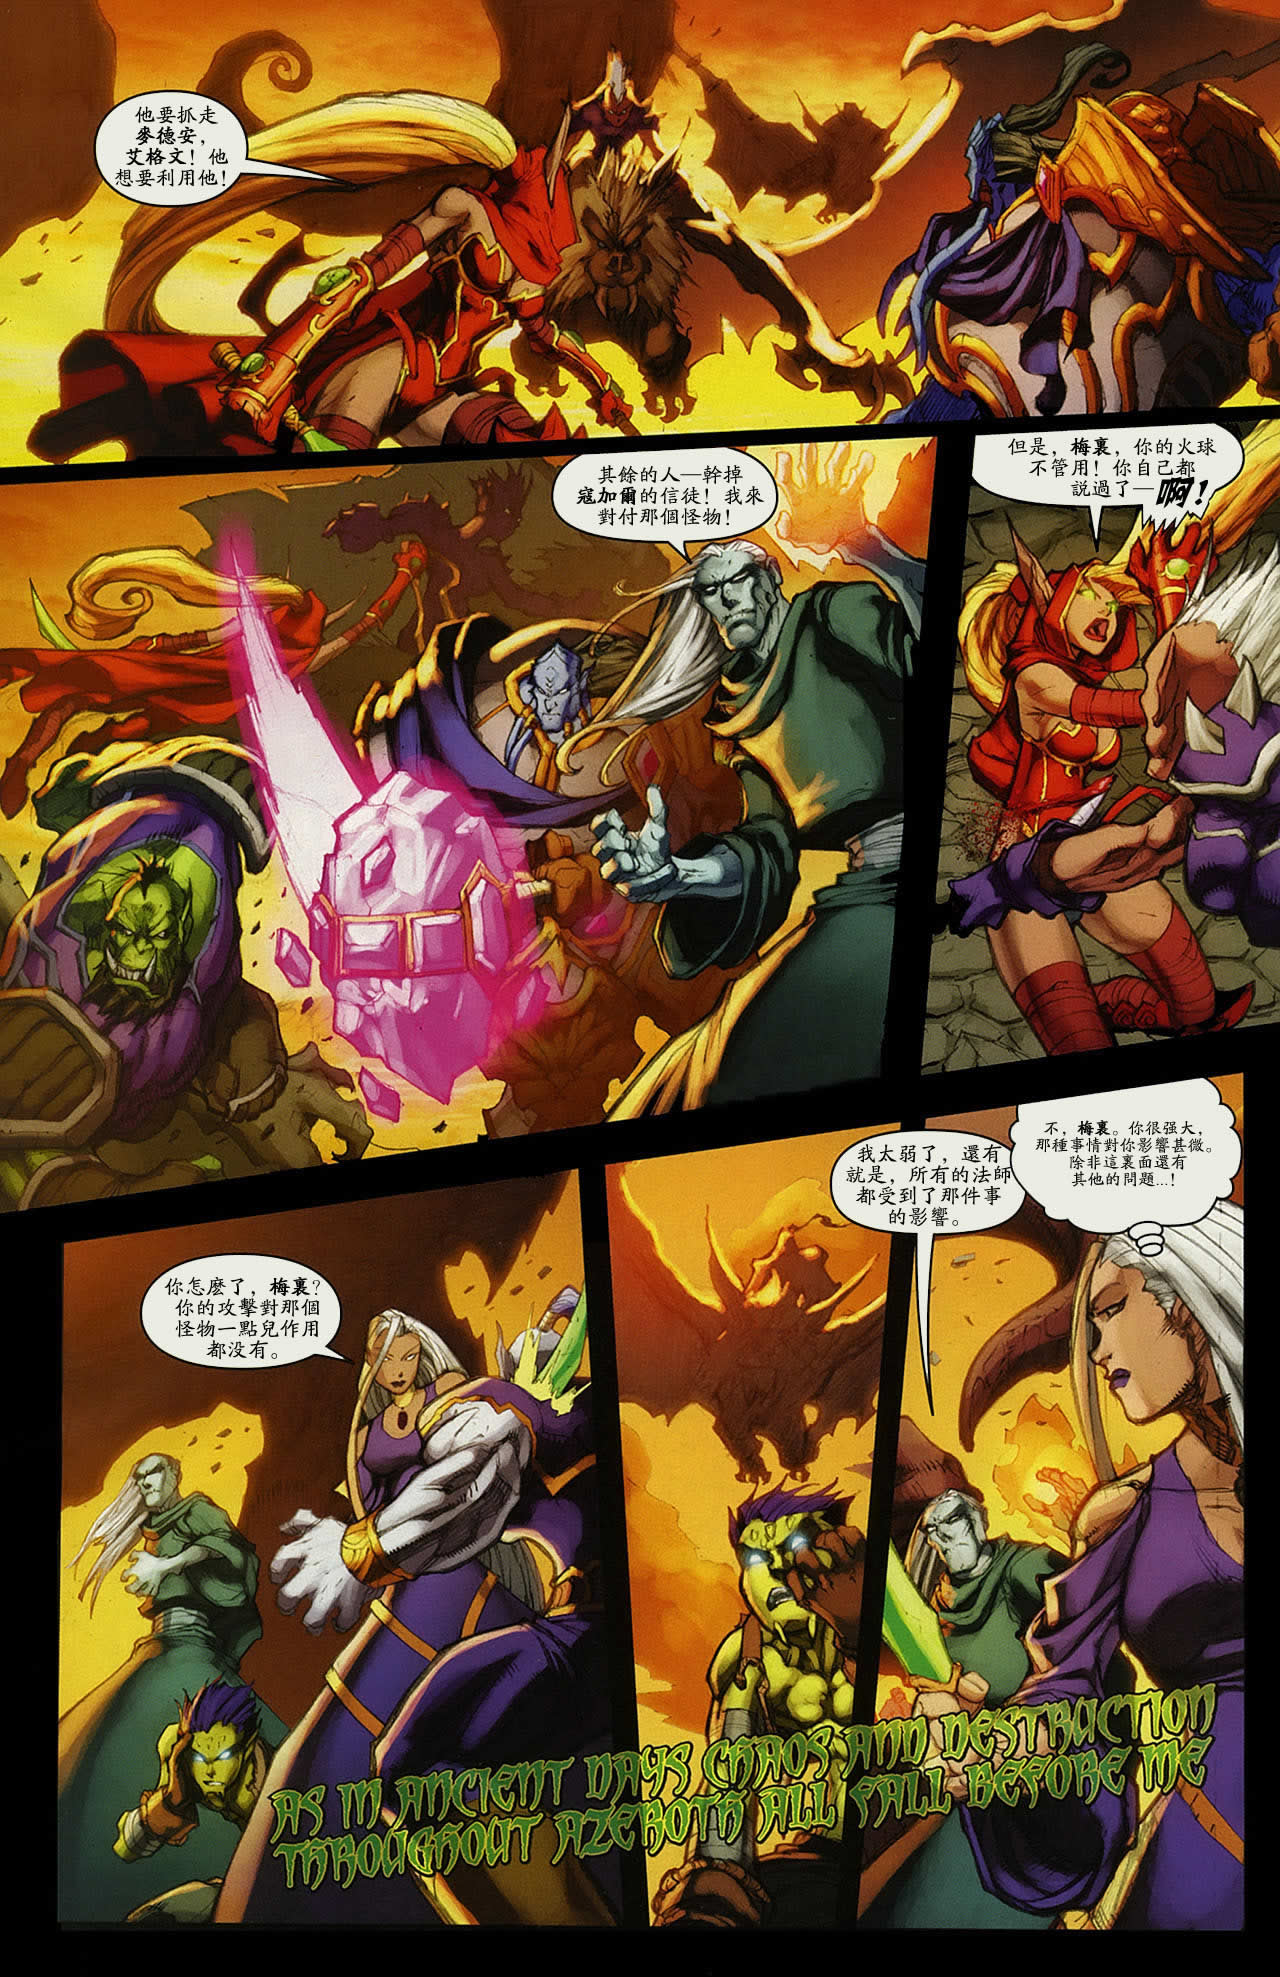 他要抓走
麥德安，
艾格文！他
想要利用他！
其餘的人—幹掉
寇加爾的信徒！我來
對付那個怪物！
但是，梅裏，你的火球
不管用！你自己都
説過了—啊！
你怎麽了，梅裏？
你的攻擊對那個
怪物一點兒作用
都没有。
我太弱了，還有
就是，所有的法師
都受到了那件事
的影響。
不，梅裏。你很强大，
那種事情對你影響甚微。
除非這裏面還有
其他的問題...！
AS IN ANCIENT DAYS CHAOS AND DESTRUCTION
THROUGHOUT AZEROTH ALL FALL BEFORE ME